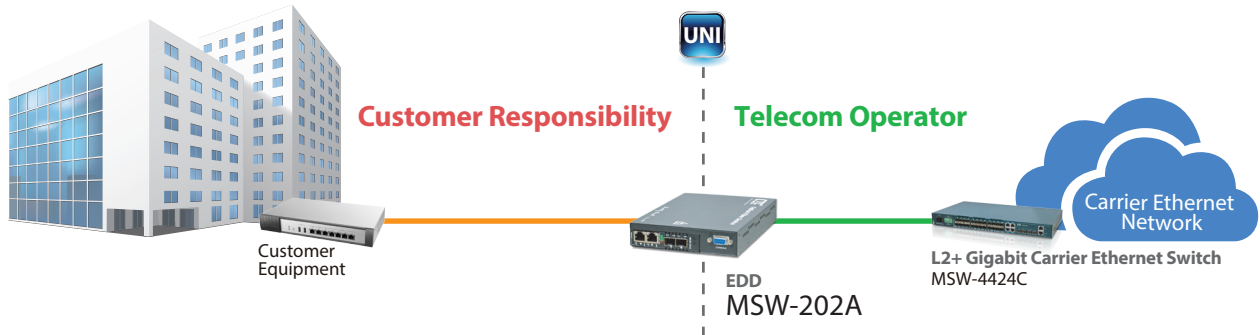 UNI
Customer Responsibility
Telecom Operator
Carrier Ethernet
Network
Customer
Equipment
L2+ Gigabit Carrier Ethernet Switch
MSW-4424C
EDD
MSW-202A